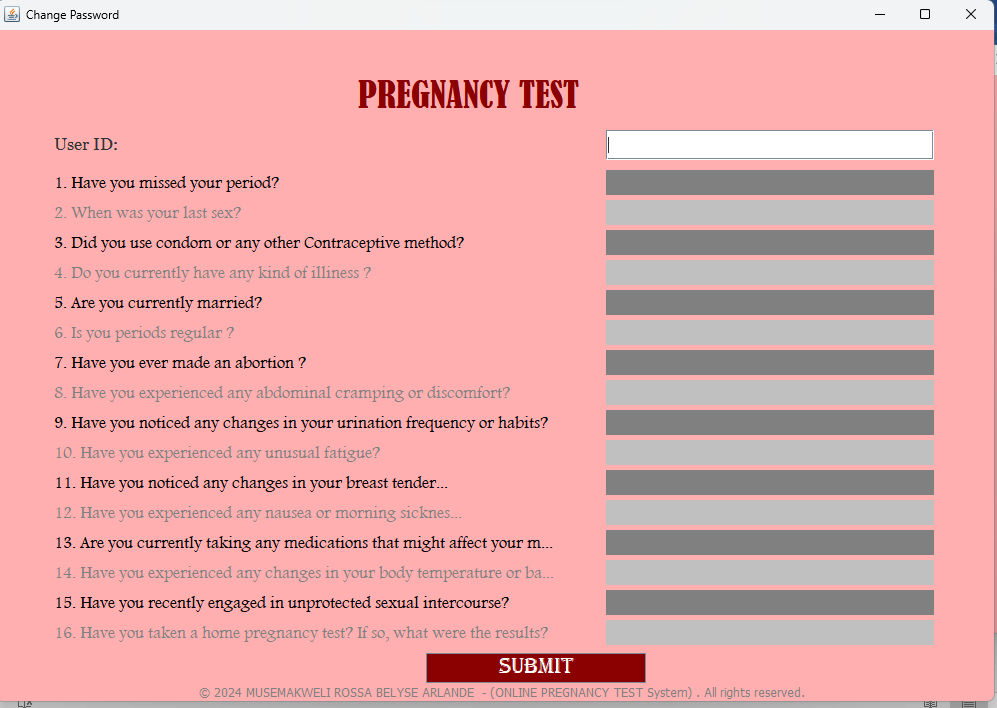 Change Password
PREGNANCY TEST
User ID:
1. Have you missed your period?
2. When was your last sex?
3. Did you use condom or any other Contraceptive method?
4. Do you currently have any kind of illiness ?
5. Are you currently married?
6. Is you periods regular ?
7. Have you ever made an abortion ?
8. Have you experienced any abdominal cramping or discomfort?
9. Have you noticed any changes in your urination frequency or habits?
10. Have you experienced any unusual fatigue?
11. Have you noticed any changes in your breast tender...
12. Have you experienced any nausea or morning sicknes...
13. Are you currently taking any medications that might affect your m...
14. Have you experienced any changes in your body temperature or ba...
15. Have you recently engaged in unprotected sexual intercourse?
16. Have you taken a home pregnancy test? If so, what were the results?
SUBMIT
© 2024 MUSEMAKWELI ROSSA BELYSE ARLANDE - (ONLINE PREGNANCY TEST System) . All rights reserved.